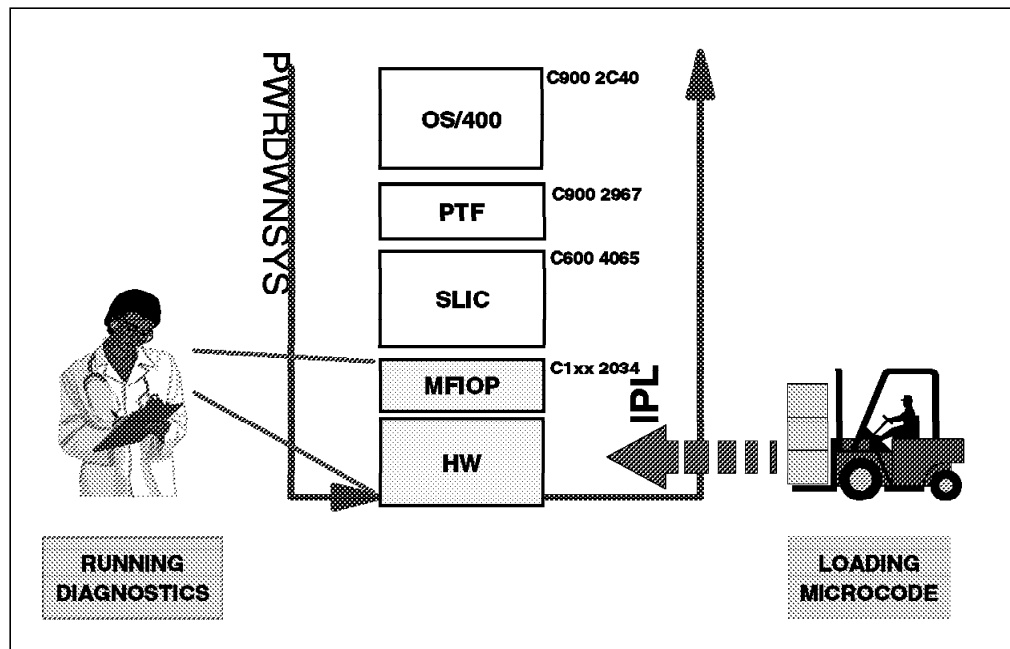 PWRDWNSYS
C900 2C40
OS/400
C900 2967
PTF
C600 4065
SLIC
C1xx 2034
MFIOP
IPL
HW
RUNNING
DIAGNOSTICS
LOADING
MICROCODE